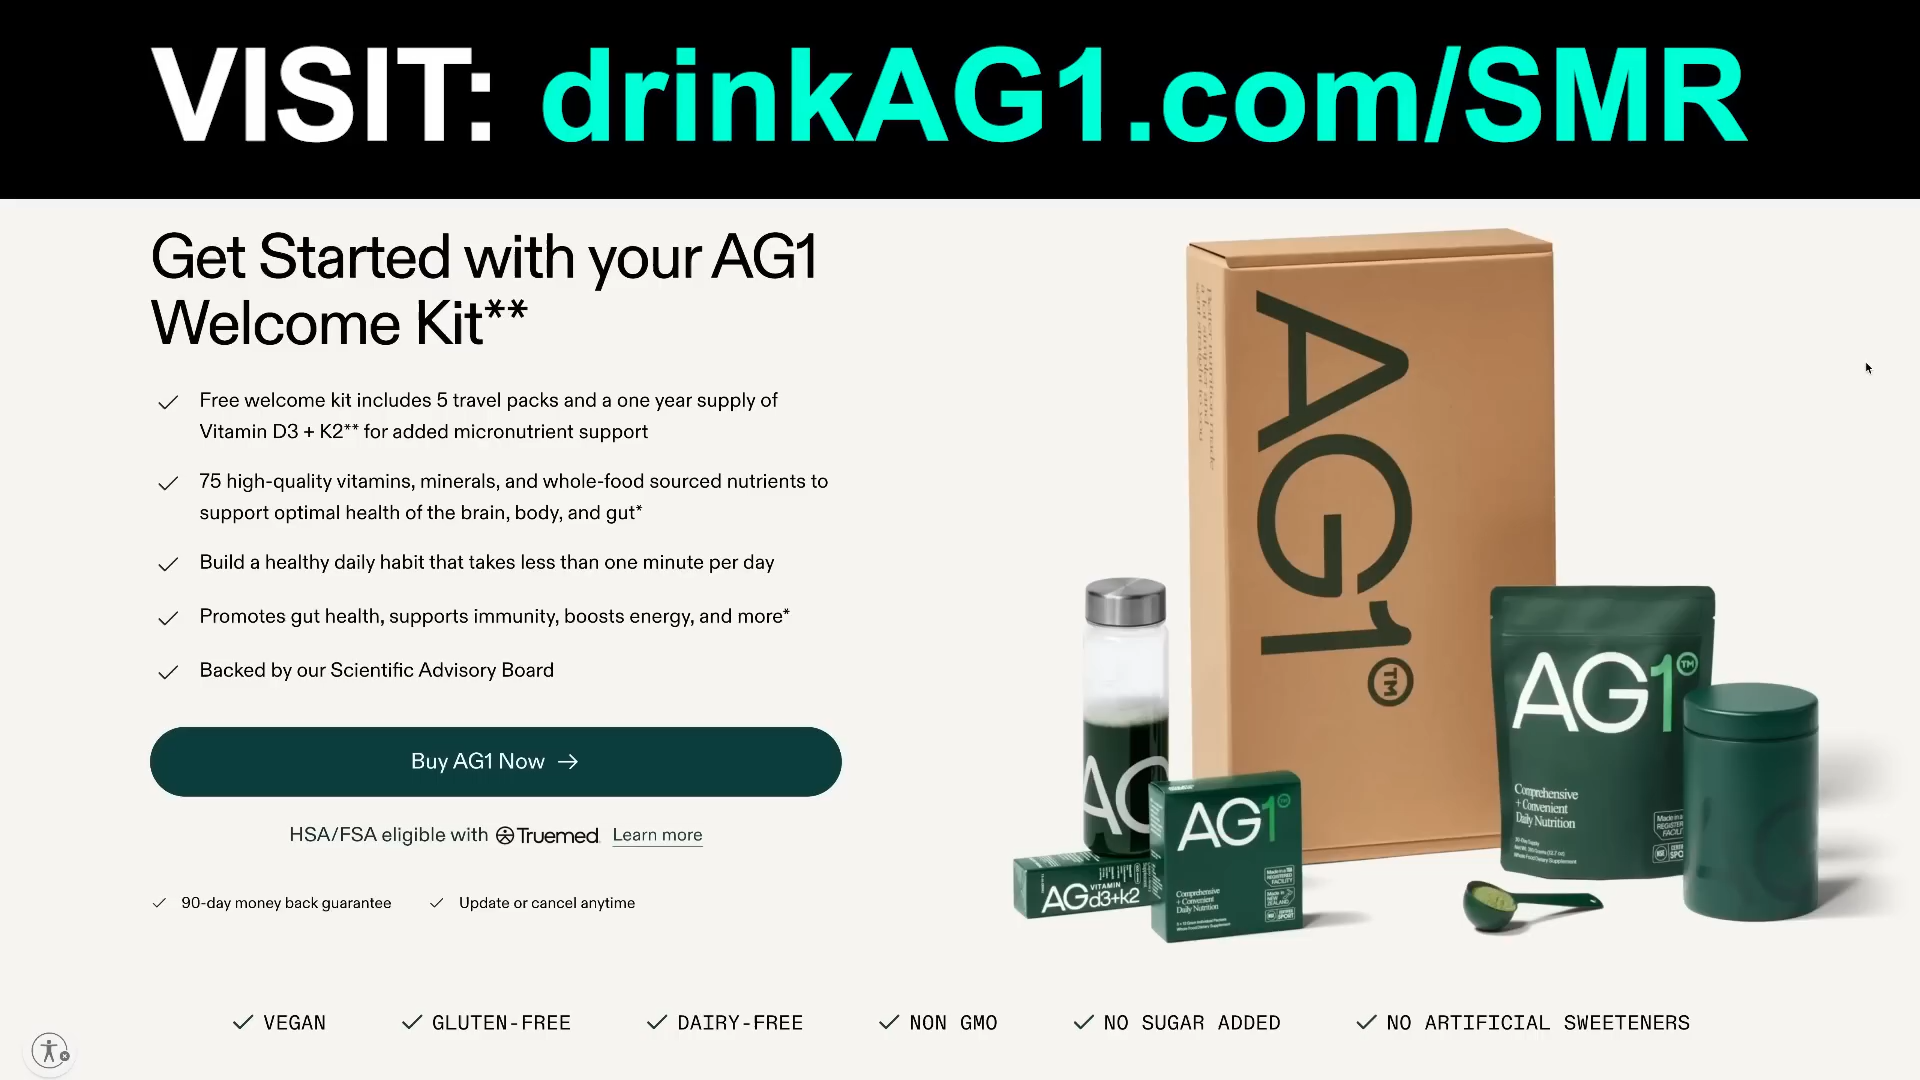 VISIT: drinkAG1.com/SMR
Get Started with your AG1
Welcome Kit**
Free welcome kit includes 5 travel packs and a one year supply of
Vitamin D3 + K2** for added micronutrient support
75 high-quality vitamins, minerals, and whole-food sourced nutrients to
support optimal health of the brain, body, and gut*
Build a healthy daily habit that takes less than one minute per day
Promotes gut health, supports immunity, boosts energy, and more*
Backed by our Scientific Advisory Board
Buy AG1 Now →
HSA/FSA eligible with Truemed Learn more
90-day money back guarantee
Update or cancel anytime
AG1™
AG1™
Comprehensive
+ Convenient
Daily Nutrition
AG
AG1™
Comprehensive
+ Convenient
Daily Nutrition
AG VITAMIN
d3+k2
VEGAN
GLUTEN-FREE
DAIRY-FREE
NON GMO
NO SUGAR ADDED
NO ARTIFICIAL SWEETENERS